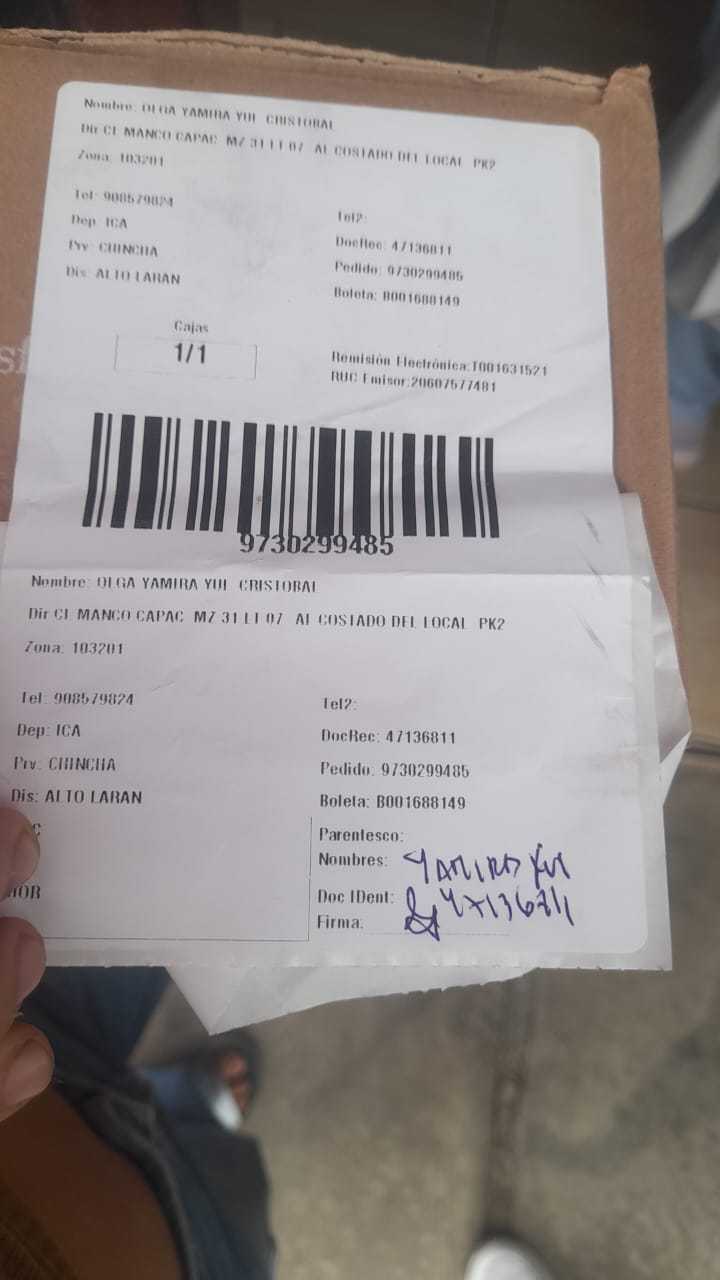 Nombre: OLGA YAMIRA YUI CRISTOBAL
Dir CL MANCO CAPAC MZ 31 LT 07 AL COSTADO DEL LOCAL PK2
Zona: 103201
Tel: 908579824
Tel2:
Dep: ICA
DocRec: 47136811
Prv: CHINCHA
Pedido: 9730299485
Dis: ALTO LARAN
Boleta: B001688149
Cajas
1/1
Remisión Electrónica:T001631521
RUC Emisor:20607577481
9730299485
Nombre: OLGA YAMIRA YUI CRISTOBAL
Dir CL MANCO CAPAC MZ 31 LT 07 AL COSTADO DEL LOCAL PK2
Zona: 103201
Tel: 908579824
Tel2:
Dep: ICA
DocRec: 47136811
Prv: CHINCHA
Pedido: 9730299485
Dis: ALTO LARAN
Boleta: B001688149
Parentesco:
Nombres: YAMIRA YUI
Doc IDent: 47136811
Firma: